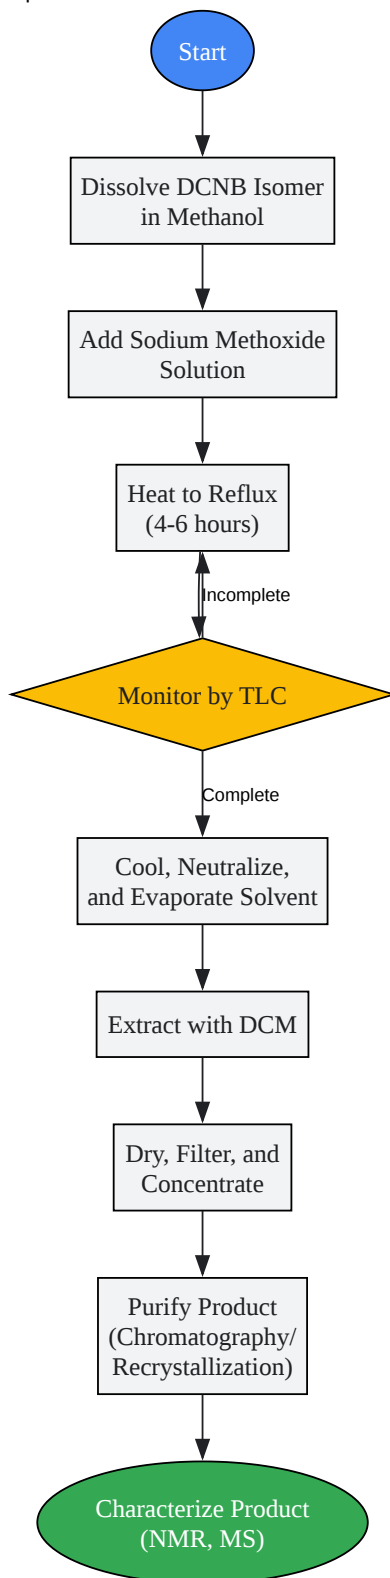 Start
Dissolve DCNB Isomer
in Methanol
Add Sodium Methoxide
Solution
Heat to Reflux
(4-6 hours)
Incomplete
Monitor by TLC
Complete
Cool, Neutralize,
and Evaporate Solvent
Extract with DCM
Dry, Filter, and
Concentrate
Purify Product
(Chromatography/
Recrystallization)
Characterize Product
(NMR, MS)